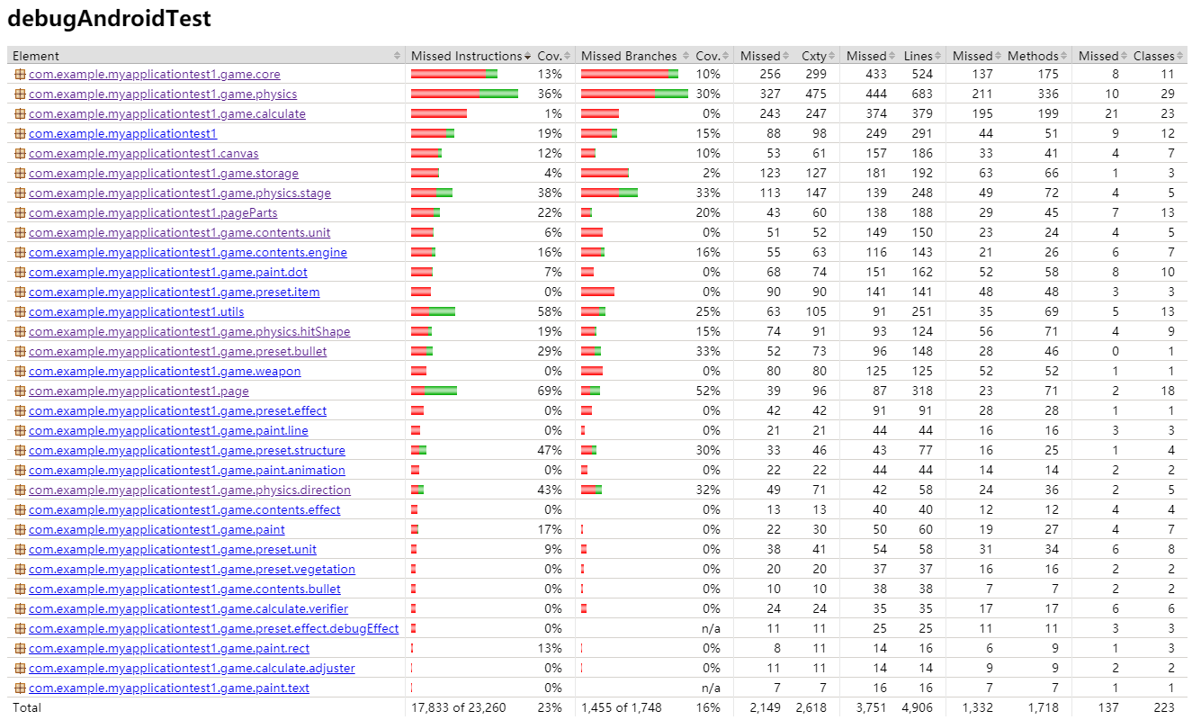 debugAndroidTest
Element Missed Instructions Cov. Missed Branches Cov. Missed Cxty Missed Lines Missed Methods Missed Classes
com.example.myapplicationtest1.game.core 13% 10% 256 299 433 524 137 175 8 11
com.example.myapplicationtest1.game.physics 36% 30% 327 475 444 683 211 336 10 29
com.example.myapplicationtest1.game.calculate 1% 0% 243 247 374 379 195 199 21 23
com.example.myapplicationtest1 19% 15% 88 98 249 291 44 51 9 12
com.example.myapplicationtest1.canvas 12% 10% 53 61 157 186 33 41 4 7
com.example.myapplicationtest1.game.storage 4% 2% 123 127 181 192 63 66 1 3
com.example.myapplicationtest1.game.physics.stage 38% 33% 113 147 139 248 49 72 4 5
com.example.myapplicationtest1.pageParts 22% 20% 43 60 138 188 29 45 7 13
com.example.myapplicationtest1.game.contents.unit 6% 0% 51 52 149 150 23 24 4 5
com.example.myapplicationtest1.game.contents.engine 16% 16% 55 63 116 143 21 26 6 7
com.example.myapplicationtest1.game.paint.dot 7% 0% 68 74 151 162 52 58 8 10
com.example.myapplicationtest1.game.preset.item 0% 0% 90 90 141 141 48 48 3 3
com.example.myapplicationtest1.utils 58% 25% 63 105 91 251 35 69 5 13
com.example.myapplicationtest1.game.physics.hitShape 19% 15% 74 91 93 124 56 71 4 9
com.example.myapplicationtest1.game.preset.bullet 29% 33% 52 73 96 148 28 46 0 1
com.example.myapplicationtest1.game.weapon 0% 0% 80 80 125 125 52 52 1 1
com.example.myapplicationtest1.page 69% 52% 39 96 87 318 23 71 2 18
com.example.myapplicationtest1.game.preset.effect 0% 0% 42 42 91 91 28 28 1 1
com.example.myapplicationtest1.game.paint.line 0% 0% 21 21 44 44 16 16 3 3
com.example.myapplicationtest1.game.preset.structure 47% 30% 33 46 43 77 16 25 1 4
com.example.myapplicationtest1.game.paint.animation 0% 0% 22 22 44 44 14 14 2 2
com.example.myapplicationtest1.game.physics.direction 43% 32% 49 71 42 58 24 36 2 5
com.example.myapplicationtest1.game.contents.effect 0% 0% 13 13 40 40 12 12 4 4
com.example.myapplicationtest1.game.paint 17% 0% 22 30 50 60 19 27 4 7
com.example.myapplicationtest1.game.preset.unit 9% 0% 38 41 54 58 31 34 6 8
com.example.myapplicationtest1.game.preset.vegetation 0% 0% 20 20 37 37 16 16 2 2
com.example.myapplicationtest1.game.contents.bullet 0% 0% 10 10 38 38 7 7 2 2
com.example.myapplicationtest1.game.calculate.verifier 0% 0% 24 24 35 35 17 17 6 6
com.example.myapplicationtest1.game.preset.effect.debugEffect 0% n/a 11 11 25 25 11 11 3 3
com.example.myapplicationtest1.game.paint.rect 13% 0% 8 11 14 16 6 9 1 3
com.example.myapplicationtest1.game.calculate.adjuster 0% 0% 11 11 14 14 9 9 2 2
com.example.myapplicationtest1.game.paint.text 0% n/a 7 7 16 16 7 7 1 1
Total 17,833 of 23,260 23% 1,455 of 1,748 16% 2,149 2,618 3,751 4,906 1,332 1,718 137 223